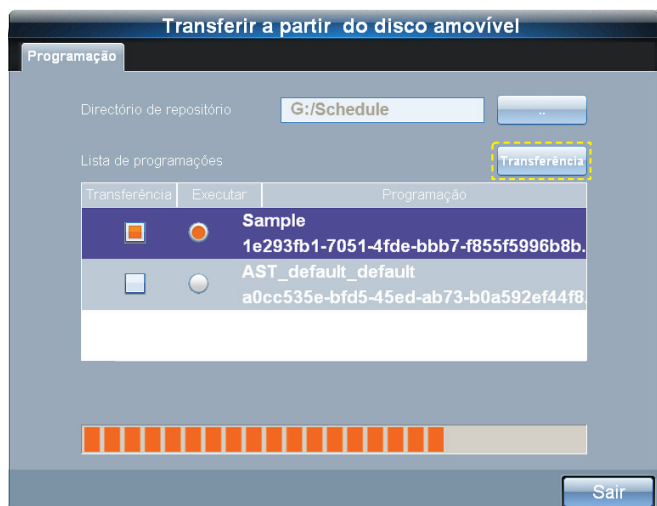 Transferir a partir do disco amovível
Programação
Directório de repositório G:/Schedule ..
Lista de programações Transferência
Transferência Executar Programação
Sample
1e293fb1-7051-4fde-bbb7-f855f5996b8b.
AST_default_default
a0cc535e-bfd5-45ed-ab73-b0a592ef44f8.
Sair